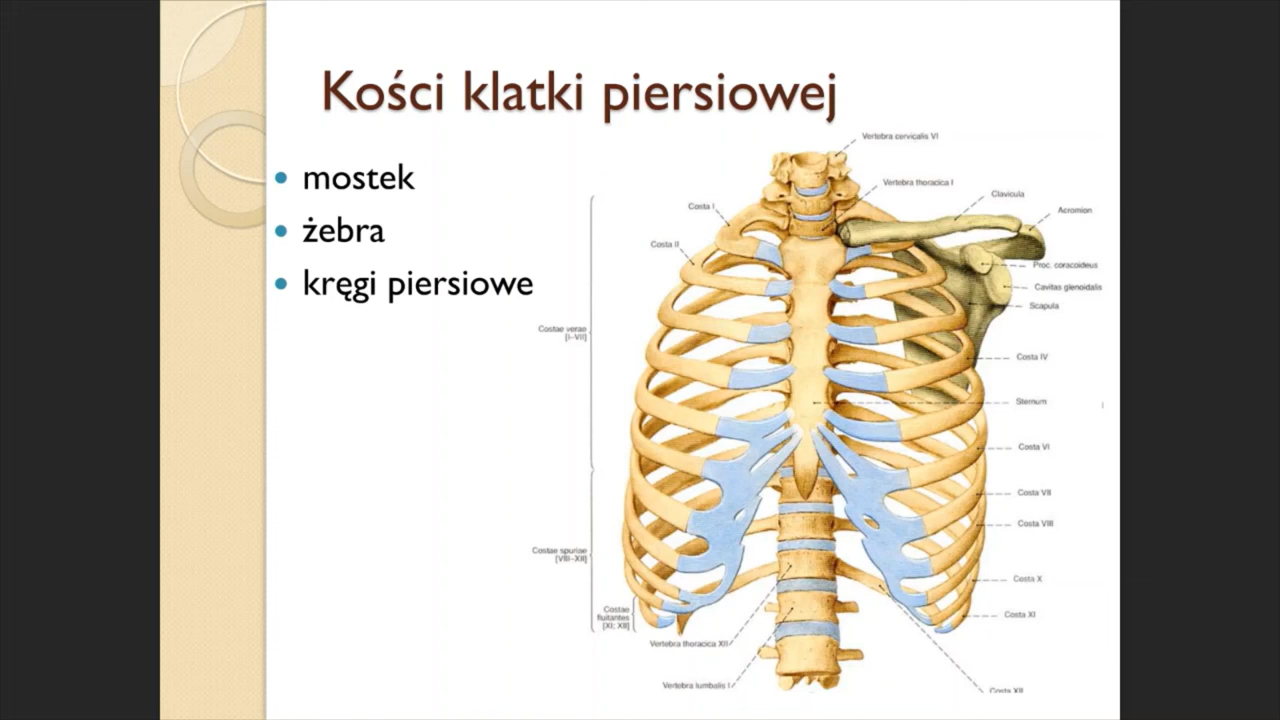 Kości klatki piersiowej
mostek
żebra
kręgi piersiowe
Vertebra cervicalis VI
Vertebra thoracica I
Clavicula
Acromion
Costa I
Costa II
Proc. coracoideus
Cavitas glenoidalis
Scapula
Costae verae
[I–VII]
Costa IV
Sternum
Costa VI
Costa VII
Costa VIII
Costae spuriae
[VIII–XII]
Costa X
Costae
fluitantes
[XI; XII]
Costa XI
Vertebra thoracica XII
Vertebra lumbalis I
Costa XII